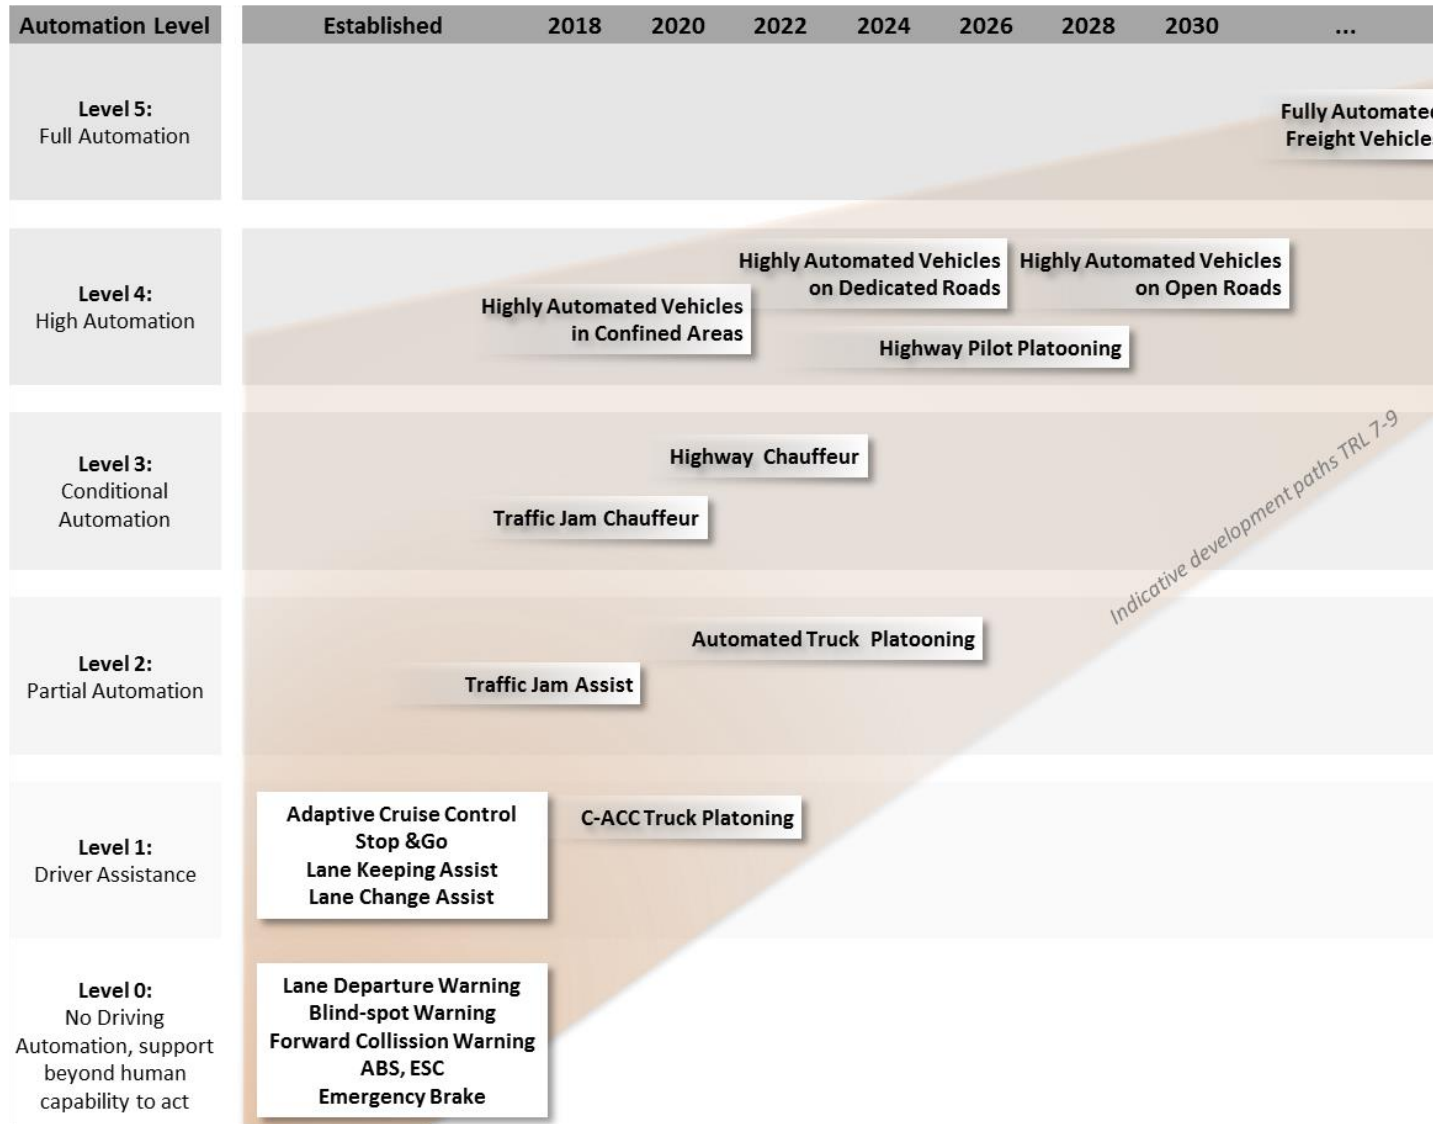 Automation Level Established 2018 2020 2022 2024 2026 2028 2030 ...
Level 5:
Full Automation
Fully Automated
Freight Vehicles
Level 4:
High Automation
Highly Automated Vehicles
in Confined Areas
Highly Automated Vehicles
on Dedicated Roads
Highly Automated Vehicles
on Open Roads
Highway Pilot Platooning
Level 3:
Conditional
Automation
Highway Chauffeur
Traffic Jam Chauffeur
Indicative development paths TRL 7-9
Level 2:
Partial Automation
Automated Truck Platooning
Traffic Jam Assist
Level 1:
Driver Assistance
Adaptive Cruise Control
Stop &Go
Lane Keeping Assist
Lane Change Assist
C-ACC Truck Platoning
Level 0:
No Driving
Automation, support
beyond human
capability to act
Lane Departure Warning
Blind-spot Warning
Forward Collission Warning
ABS, ESC
Emergency Brake